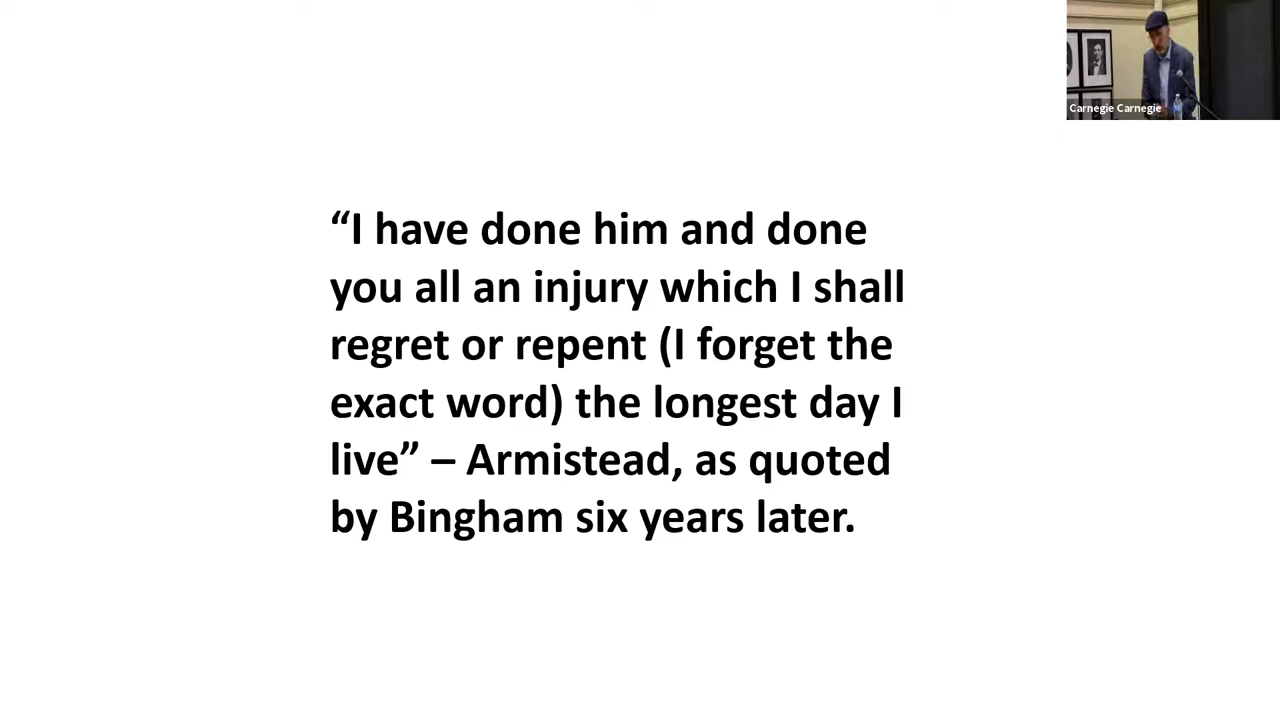 Carnegie Carnegie
“I have done him and done
you all an injury which I shall
regret or repent (I forget the
exact word) the longest day I
live” – Armistead, as quoted
by Bingham six years later.